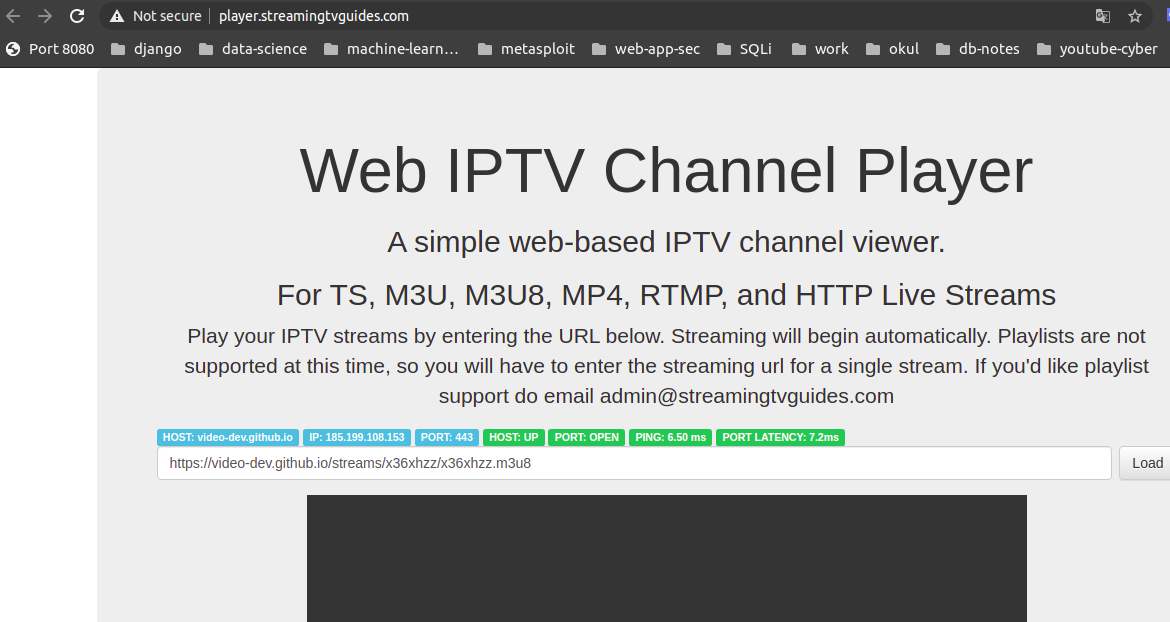 Not secure player.streamingtvguides.com
Port 8080 django data-science machine-learn… metasploit web-app-sec SQLi work okul db-notes youtube-cyber
Web IPTV Channel Player
A simple web-based IPTV channel viewer.
For TS, M3U, M3U8, MP4, RTMP, and HTTP Live Streams
Play your IPTV streams by entering the URL below. Streaming will begin automatically. Playlists are not
supported at this time, so you will have to enter the streaming url for a single stream. If you'd like playlist
support do email admin@streamingtvguides.com
HOST: video-dev.github.io IP: 185.199.108.153 PORT: 443 HOST: UP PORT: OPEN PING: 6.50 ms PORT LATENCY: 7.2ms
https://video-dev.github.io/streams/x36xhzz/x36xhzz.m3u8 Load